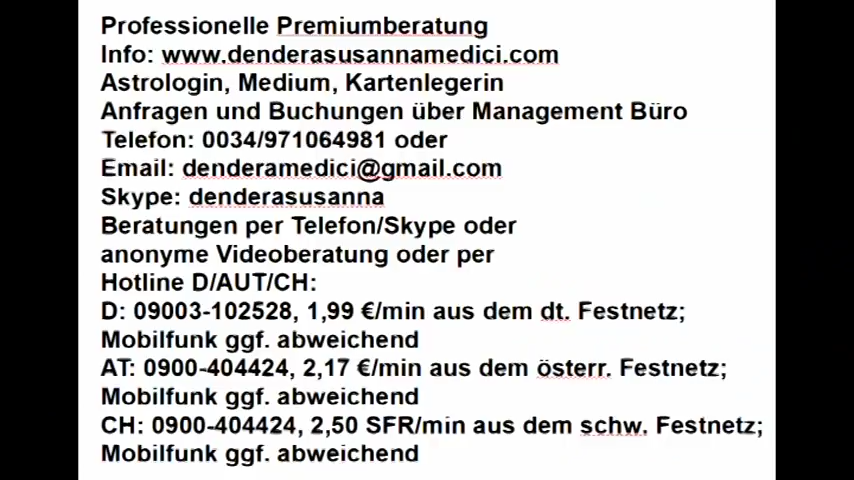 Professionelle Premiumberatung
Info: www.denderasusannamedici.com
Astrologin, Medium, Kartenlegerin
Anfragen und Buchungen über Management Büro
Telefon: 0034/971064981 oder
Email: denderamedici@gmail.com
Skype: denderasusanna
Beratungen per Telefon/Skype oder
anonyme Videoberatung oder per
Hotline D/AUT/CH:
D: 09003-102528, 1,99 €/min aus dem dt. Festnetz;
Mobilfunk ggf. abweichend
AT: 0900-404424, 2,17 €/min aus dem österr. Festnetz;
Mobilfunk ggf. abweichend
CH: 0900-404424, 2,50 SFR/min aus dem schw. Festnetz;
Mobilfunk ggf. abweichend